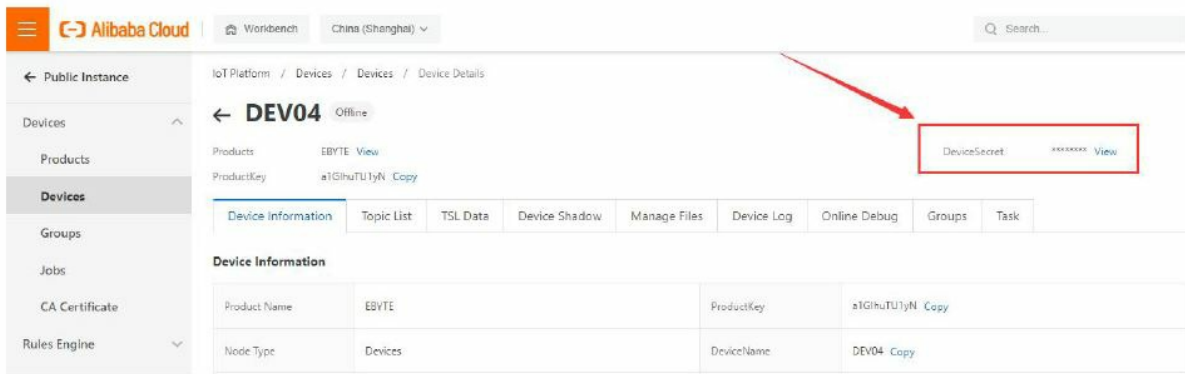 Alibaba Cloud
Workbench
China (Shanghai)
Search...
Public Instance
IoT Platform / Devices / Devices / Device Details
DEV04 Offline
Devices
Products EBYTE View
DeviceSecret ******** View
Products
ProductKey a1GIhuTU1yN Copy
Devices
Device Information Topic List TSL Data Device Shadow Manage Files Device Log Online Debug Groups Task
Groups
Device Information
Jobs
CA Certificate
Product Name EBYTE ProductKey a1GIhuTU1yN Copy
Rules Engine
Node Type Devices DeviceName DEV04 Copy